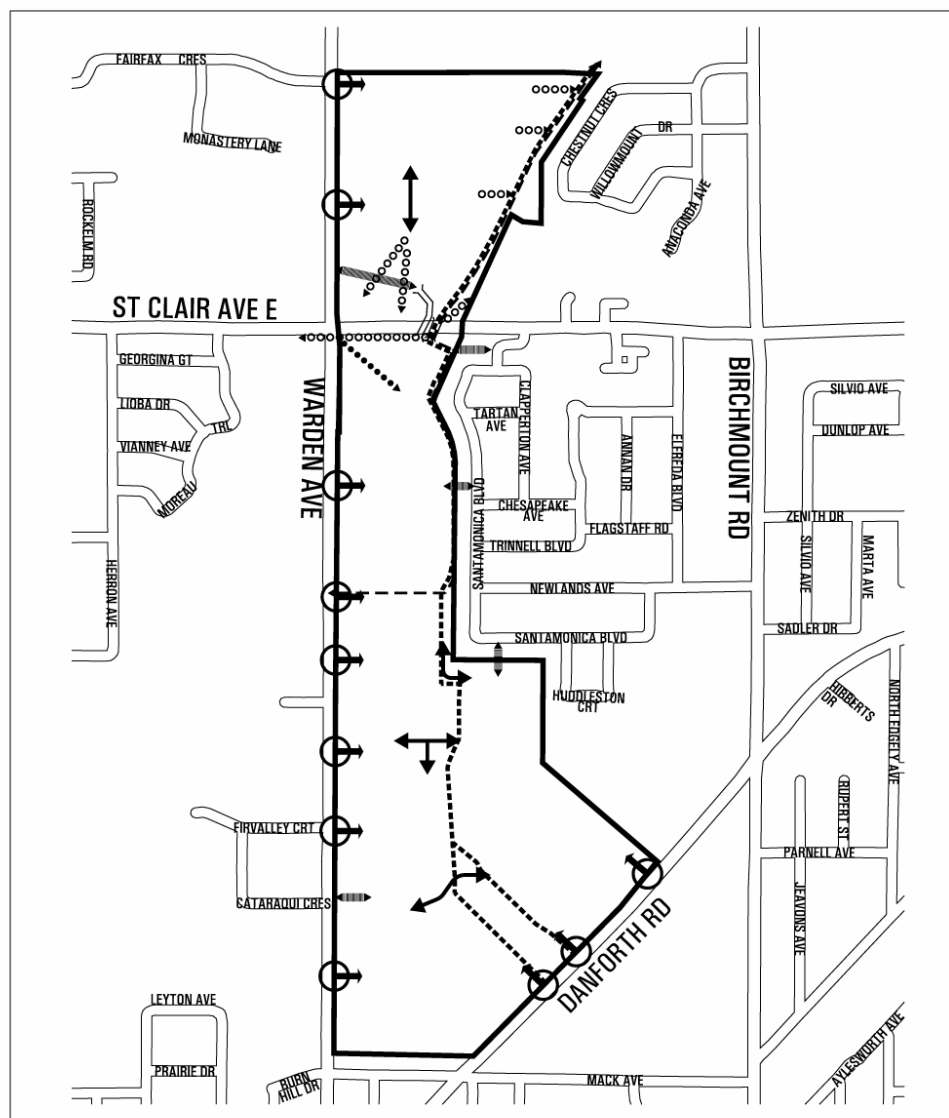 FAIRFAX CRES
MONASTERY LANE
ROCKELM RD
CHESTNUT CRES
WILLOWMOUNT DR
ANACONDA AVE
ST CLAIR AVE E
GEORGINA GT
LIOBA DR
TRL
VIANNEY AVE
MOREAU
HERRON AVE
WARDEN AVE
TARTAN
AVE
CLAPPERTON AVE
SANTAMONICA BLVD
CHESAPEAKE
AVE
TRINNELL BLVD
ANNAN DR
FLAGSTAFF RD
ELFREDA BLVD
NEWLANDS AVE
SANTAMONICA BLVD
HUDDLESTON
CRT
BIRCHMOUNT RD
SILVIO AVE
DUNLOP AVE
ZENITH DR
SILVIO AVE
MARTA AVE
SADLER DR
HIBBERTS
DR
NORTH EDGELY AVE
RUPERT ST
PARNELL AVE
JEAVONS AVE
FIRVALLEY CRT
CATARAQUI CRES
DANFORTH RD
LEYTON AVE
PRAIRIE DR
BURN
HILL DR
MACK AVE
AYLESWORTH AVE